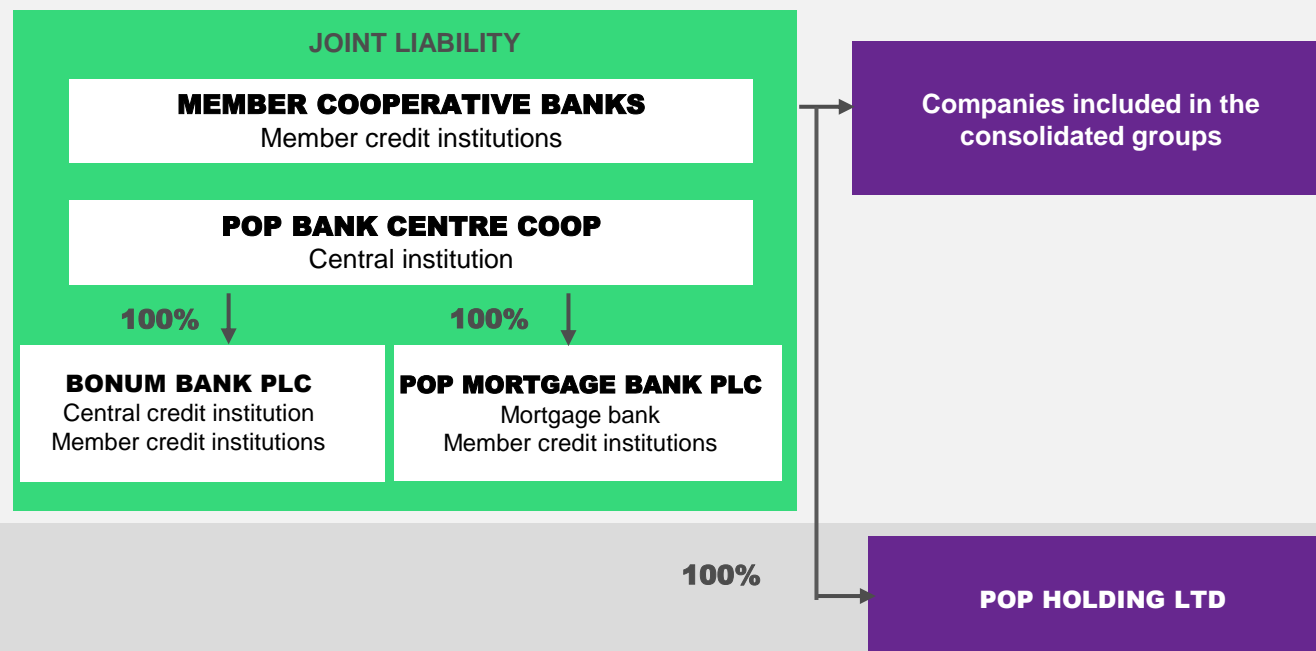 JOINT LIABILITY
MEMBER COOPERATIVE BANKS
Member credit institutions
POP BANK CENTRE COOP
Central institution
100%
100%
BONUM BANK PLC
Central credit institution
Member credit institutions
POP MORTGAGE BANK PLC
Mortgage bank
Member credit institutions
Companies included in the
consolidated groups
100%
POP HOLDING LTD